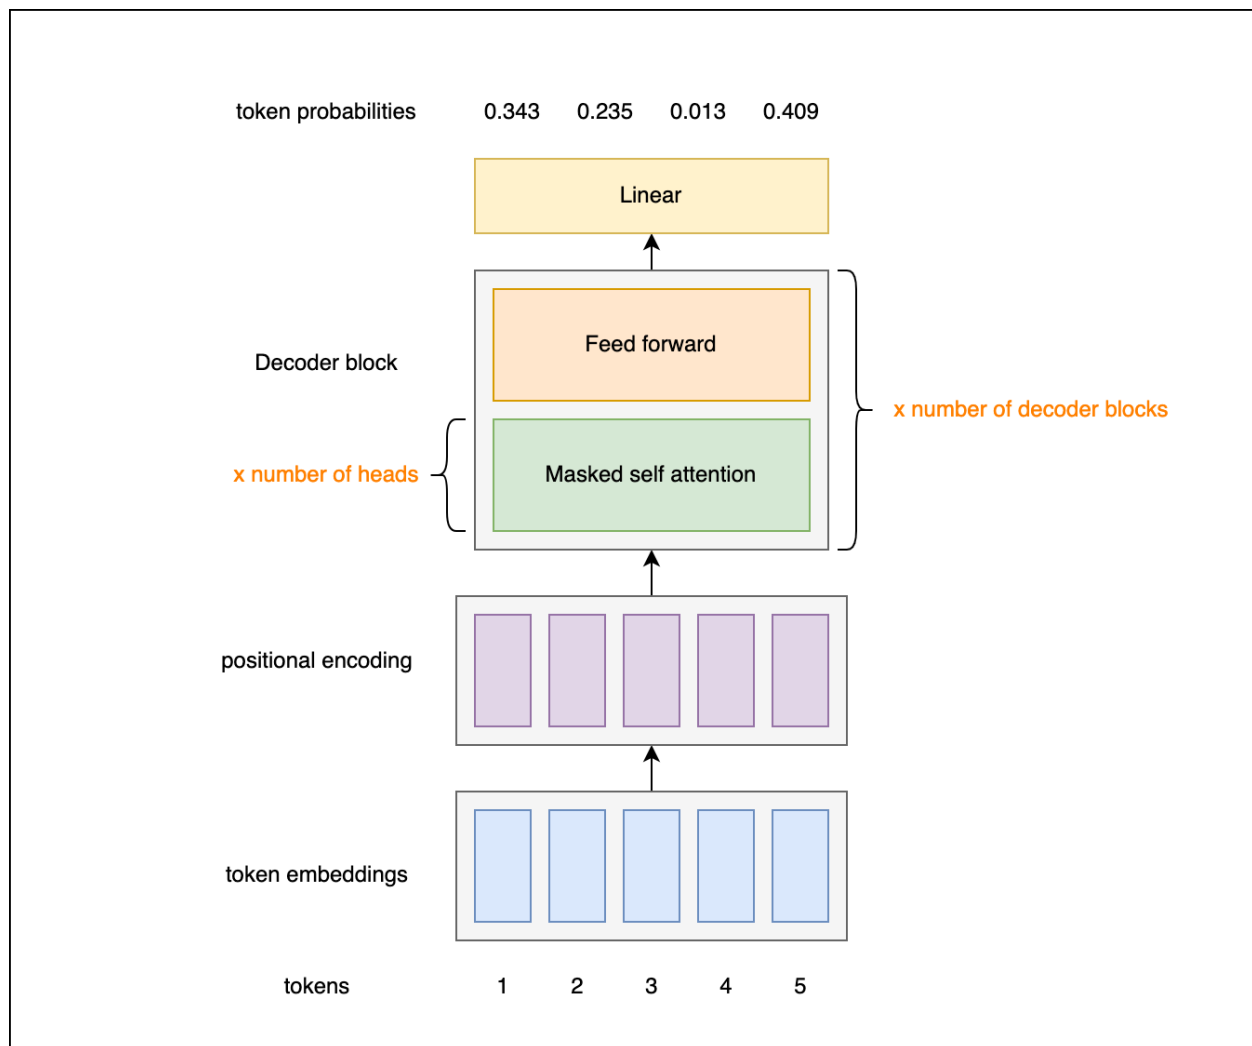 token probabilities 0.343 0.235 0.013 0.409
Linear
Feed forward
Decoder block
x number of decoder blocks
x number of heads
Masked self attention
positional encoding
token embeddings
tokens 1 2 3 4 5